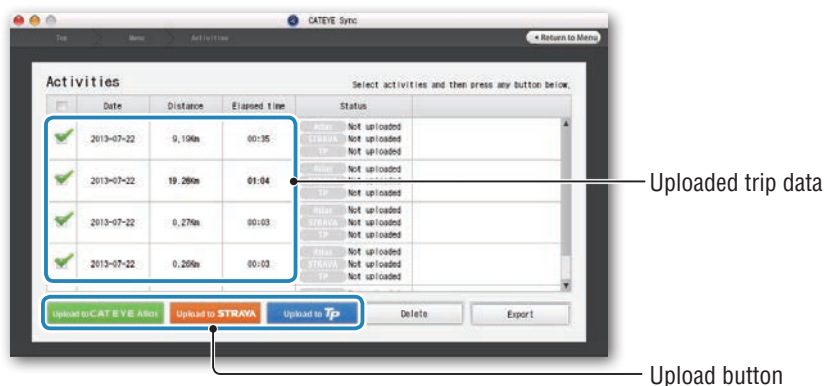 CATEYE Sync
Top Menu Activities
Return to Menu
Activities
Select activities and then press any button below.
Date Distance Elapsed time Status
Atlas Not uploaded
2013-07-22 9,19Km 00:35 STRAVA Not uploaded
TP Not uploaded
Atlas Not uploaded
2013-07-22 19.26Km 01:04 Not uploaded
TP Not uploaded
Uploaded trip data
Atlas Not uploaded
2013-07-22 0,27Km 00:03 STRAVA Not uploaded
TP Not uploaded
Atlas Not uploaded
2013-07-22 0,26Km 00:03 STRAVA Not uploaded
TP Not uploaded
Upload to CAT EYE Atlas Upload to STRAVA Upload to Tp Delete Export
Upload button